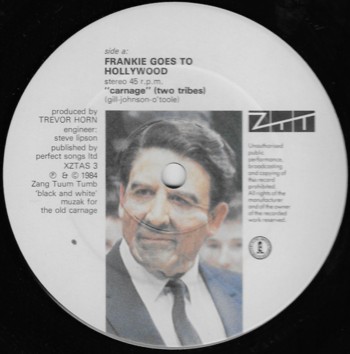 side a:
FRANKIE GOES TO
HOLLYWOOD
stereo 45 r.p.m.
"carnage" (two tribes)
(gill-johnson-o'toole)
produced by
TREVOR HORN
engineer:
steve lipson
published by
perfect songs ltd
XZTAS 3
℗ & © 1984
Zang Tuum Tumb
'black and white'
muzak for
the old carnage
ZTT
Unauthorised
public
performance,
broadcasting
and copying of
the record
prohibited.
All rights of the
manufacturer
and of the owner
of the recorded
work reserved.